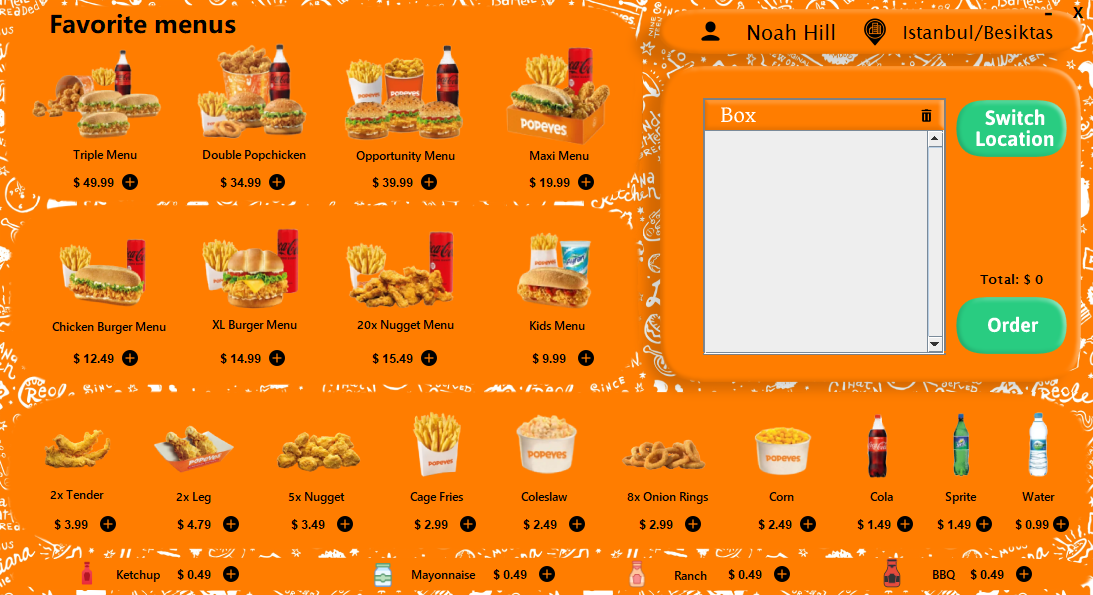 Favorite menus
Noah Hill
Istanbul/Besiktas
- X
Triple Menu
$ 49.99
Double Popchicken
$ 34.99
Opportunity Menu
$ 39.99
Maxi Menu
$ 19.99
POPEYES
Chicken Burger Menu
$ 12.49
XL Burger Menu
$ 14.99
20x Nugget Menu
$ 15.49
Kids Menu
$ 9.99
Box
Switch
Location
Total: $ 0
Order
2x Tender
$ 3.99
2x Leg
$ 4.79
5x Nugget
$ 3.49
Cage Fries
$ 2.99
Coleslaw
$ 2.49
8x Onion Rings
$ 2.99
Corn
$ 2.49
Cola
$ 1.49
Sprite
$ 1.49
Water
$ 0.99
POPEYES
POPEYES
POPEYES
POPEYES
Ketchup $ 0.49
Mayonnaise $ 0.49
Ranch $ 0.49
BBQ $ 0.49